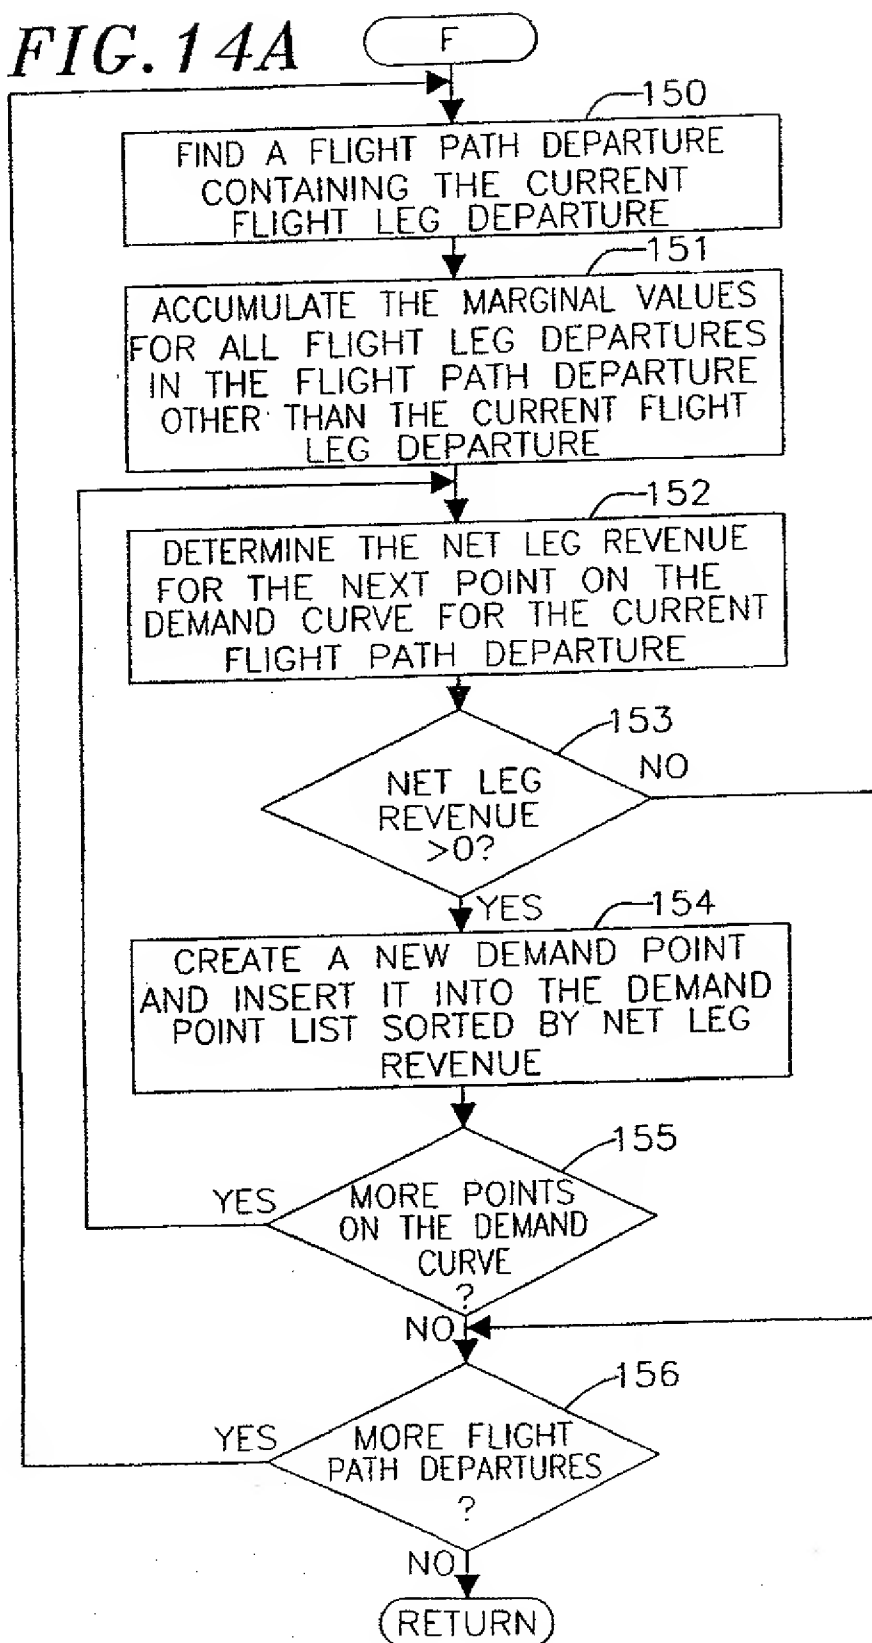 FIG.14A
F
150
FIND A FLIGHT PATH DEPARTURE
CONTAINING THE CURRENT
FLIGHT LEG DEPARTURE
151
ACCUMULATE THE MARGINAL VALUES
FOR ALL FLIGHT LEG DEPARTURES
IN THE FLIGHT PATH DEPARTURE
OTHER THAN THE CURRENT FLIGHT
LEG DEPARTURE
152
DETERMINE THE NET LEG REVENUE
FOR THE NEXT POINT ON THE
DEMAND CURVE FOR THE CURRENT
FLIGHT PATH DEPARTURE
153
NO
NET LEG
REVENUE
>0?
YES
154
CREATE A NEW DEMAND POINT
AND INSERT IT INTO THE DEMAND
POINT LIST SORTED BY NET LEG
REVENUE
155
YES
MORE POINTS
ON THE DEMAND
CURVE
?
NO
156
YES
MORE FLIGHT
PATH DEPARTURES
?
NO
RETURN